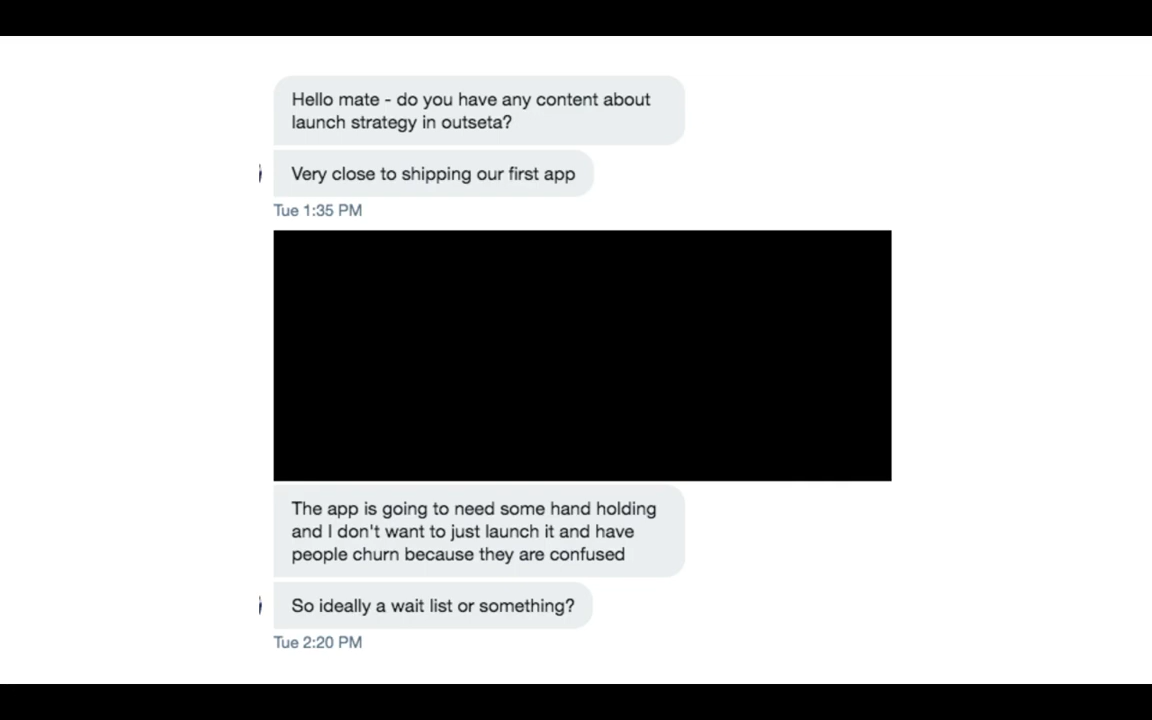 Hello mate - do you have any content about
launch strategy in outseta?
Very close to shipping our first app
Tue 1:35 PM
The app is going to need some hand holding
and I don't want to just launch it and have
people churn because they are confused
So ideally a wait list or something?
Tue 2:20 PM